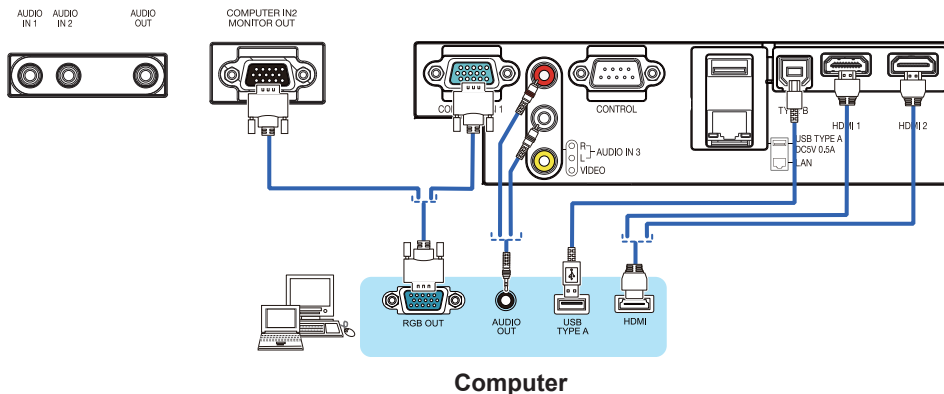 AUDIO IN 1
AUDIO IN 2
AUDIO OUT
COMPUTER IN2
MONITOR OUT
CONTROL
TYPE B
HDMI 1
HDMI 2
R
L
AUDIO IN 3
VIDEO
USB TYPE A
DC5V 0.5A
LAN
RGB OUT
AUDIO OUT
USB TYPE A
HDMI
Computer